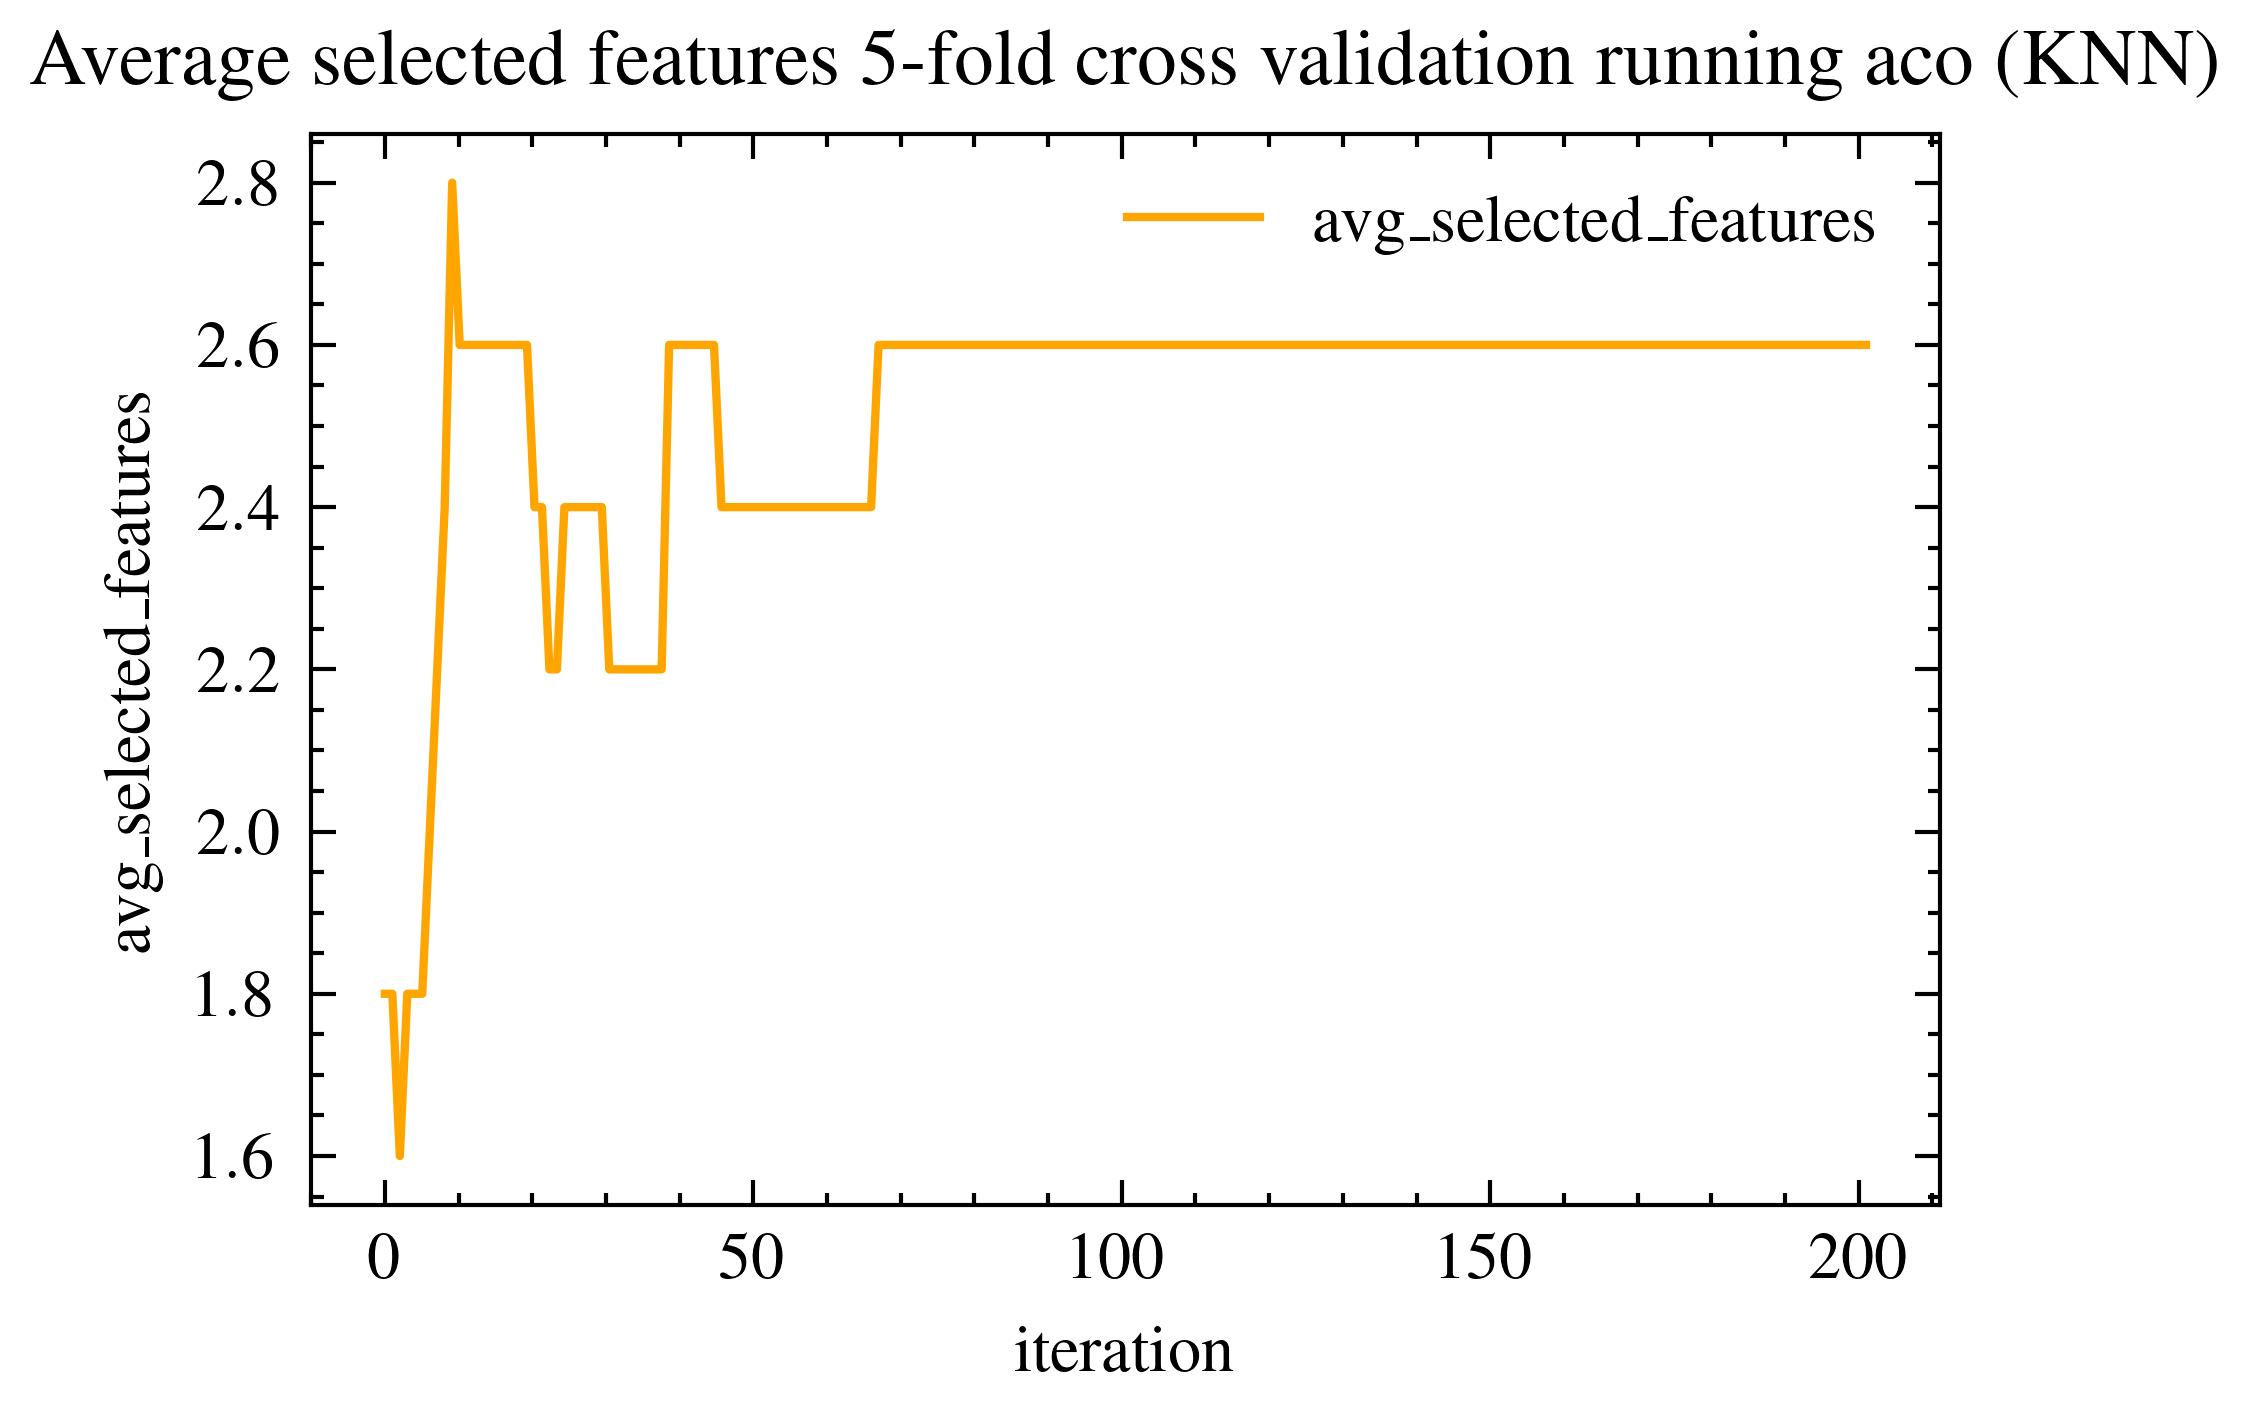 Average selected features 5-fold cross validation running aco (KNN)
avg_selected_features
2.8
2.6
2.4
2.2
2.0
1.8
1.6
avg_selected_features
0 50 100 150 200
iteration